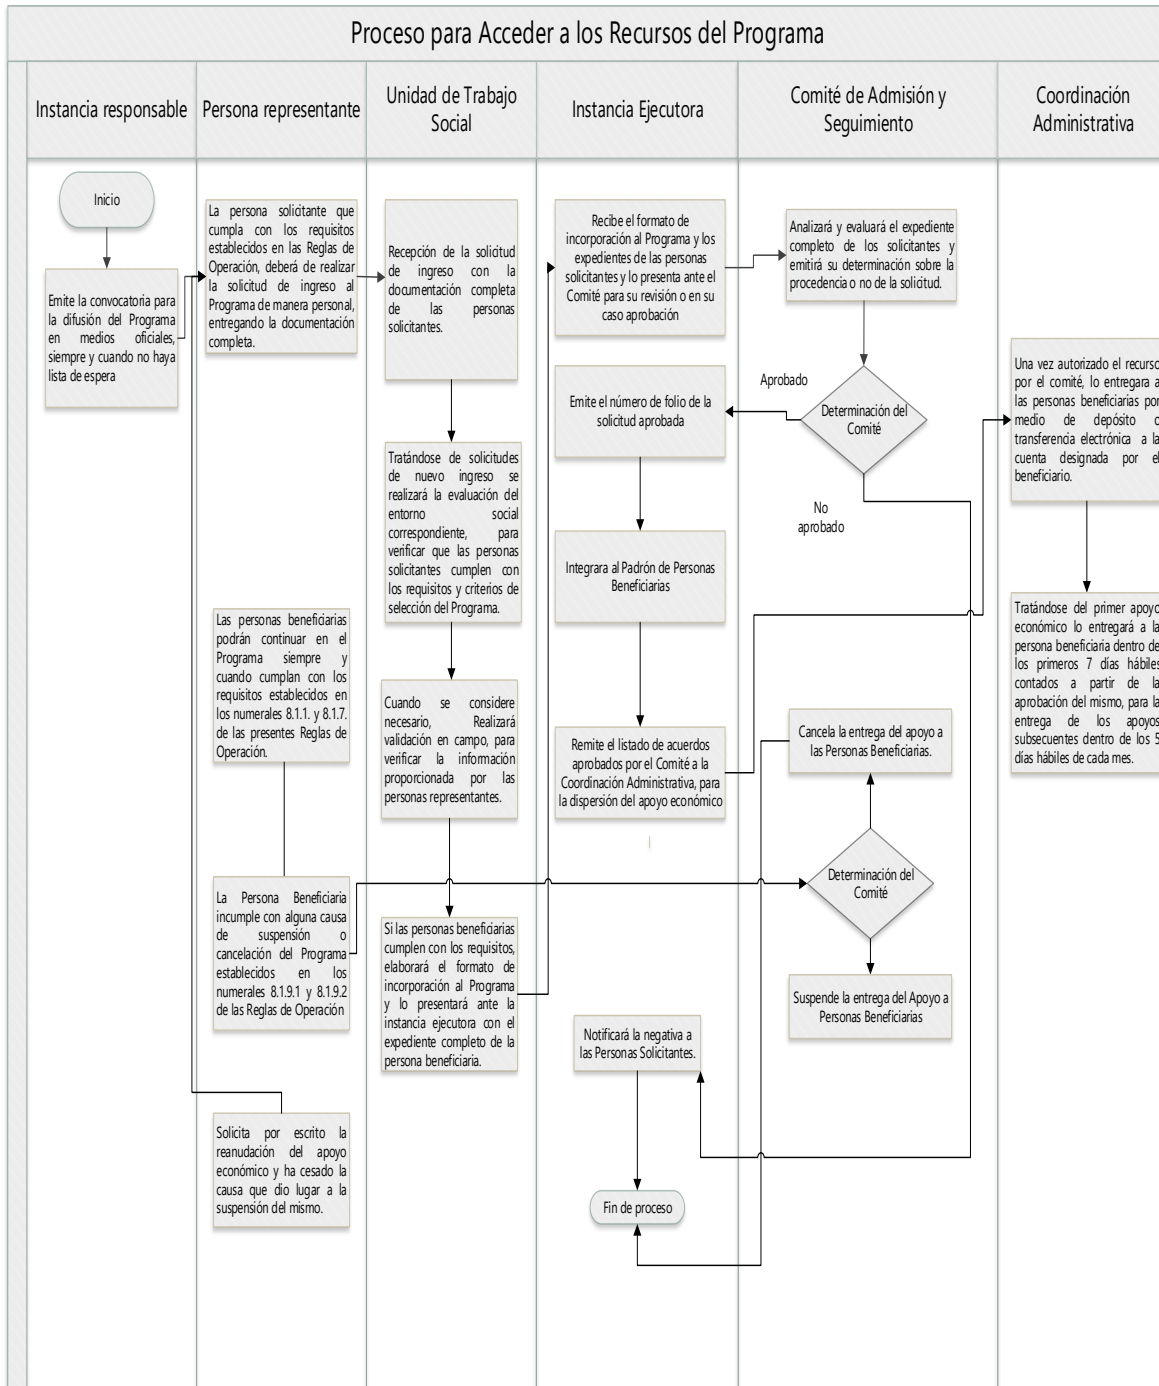 Proceso para Acceder a los Recursos del Programa
Instancia responsable
Persona representante
Unidad de Trabajo
Social
Instancia Ejecutora
Comité de Admisión y
Seguimiento
Coordinación
Administrativa
Inicio
Emite la convocatoria para
la difusión del Programa
en medios oficiales,
siempre y cuando no haya
lista de espera
La persona solicitante que
cumpla con los requisitos
establecidos en las Reglas de
Operación, deberá de realizar
la solicitud de ingreso al
Programa de manera personal,
entregando la documentación
completa.
Las personas beneficiarias
podrán continuar en el
Programa siempre y
cuando cumplan con los
requisitos establecidos en
los numerales 8.1.1. y 8.1.7.
de las presentes Reglas de
Operación.
La Persona Beneficiaria
incumple con alguna causa
de suspensión o
cancelación del Programa
establecidos en los
numerales 8.1.9.1 y 8.1.9.2
de las Reglas de Operación
Solicita por escrito la
reanudación del apoyo
económico y ha cesado la
causa que dio lugar a la
suspensión del mismo.
Recepción de la solicitud
de ingreso con la
documentación completa
de las personas
solicitantes.
Tratándose de solicitudes
de nuevo ingreso se
realizará la evaluación del
entorno social
correspondiente, para
verificar que las personas
solicitantes cumplen con
los requisitos y criterios de
selección del Programa.
Cuando se considere
necesario, Realizará
validación en campo, para
verificar la información
proporcionada por las
personas representantes.
Si las personas beneficiarias
cumplen con los requisitos,
elaborará el formato de
incorporación al Programa
y lo presentará ante la
instancia ejecutora con el
expediente completo de la
persona beneficiaria.
Recibe el formato de
incorporación al Programa y los
expedientes de las personas
solicitantes y lo presenta ante el
Comité para su revisión o en su
caso aprobación
Emite el número de folio de la
solicitud aprobada
Integrara al Padrón de Personas
Beneficiarias
Remite el listado de acuerdos
aprobados por el Comité a la
Coordinación Administrativa, para
la dispersión del apoyo económico
Notificará la negativa a
las Personas Solicitantes.
Fin de proceso
Analizará y evaluará el expediente
completo de los solicitantes y
emitirá su determinación sobre la
procedencia o no de la solicitud.
Aprobado
Determinación del
Comité
No
aprobado
Cancela la entrega del apoyo a
las Personas Beneficiarias.
Determinación del
Comité
Suspende la entrega del Apoyo a
Personas Beneficiarias
Una vez autorizado el recurso
por el comité, lo entregara a
las personas beneficiarias por
medio de depósito o
transferencia electrónica a la
cuenta designada por el
beneficiario.
Tratándose del primer apoyo
económico lo entregará a la
persona beneficiaria dentro de
los primeros 7 días hábiles
contados a partir de la
aprobación del mismo, para la
entrega de los apoyos
subsecuentes dentro de los 5
días hábiles de cada mes.